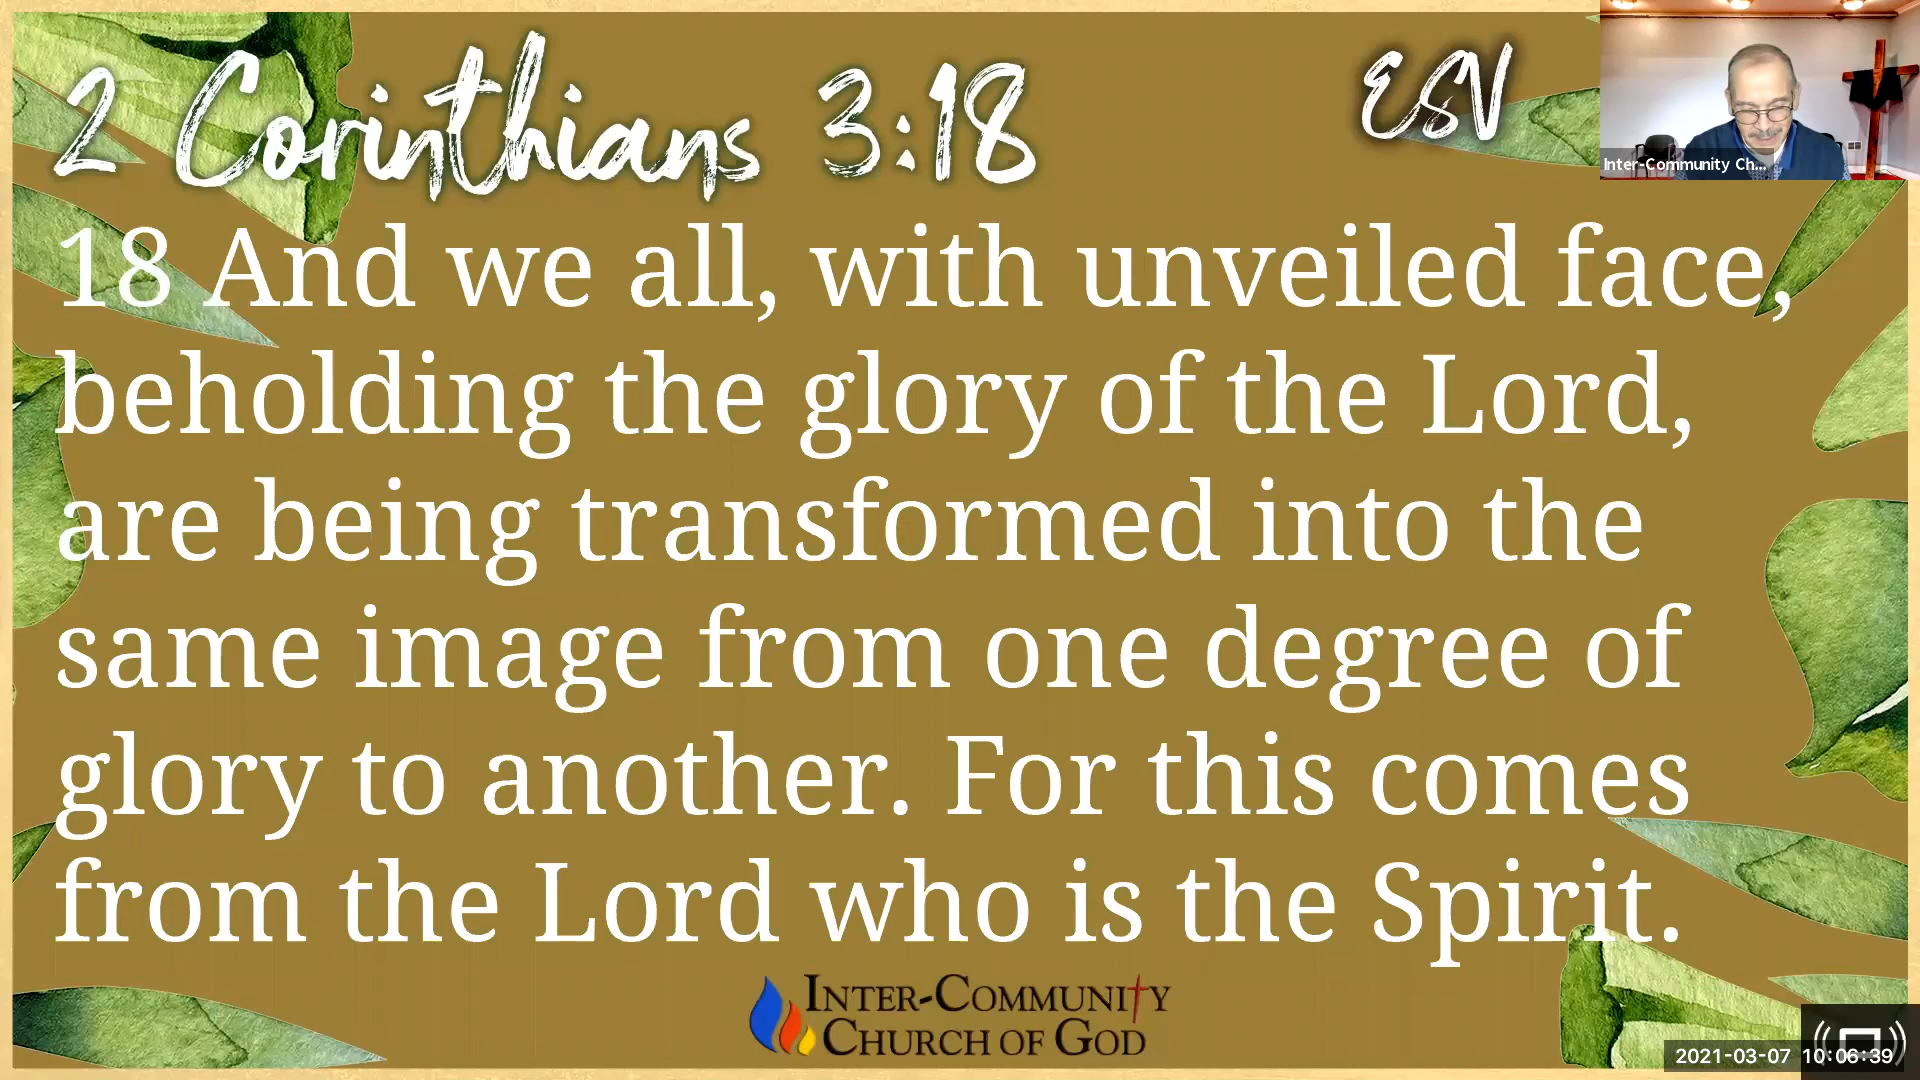 2 Corinthians 3:18
ESV
Inter-Community Ch...
18 And we all, with unveiled face,
beholding the glory of the Lord,
are being transformed into the
same image from one degree of
glory to another. For this comes
from the Lord who is the Spirit.
INTER-COMMUNITY
CHURCH OF GOD
2021-03-07 10:06:39